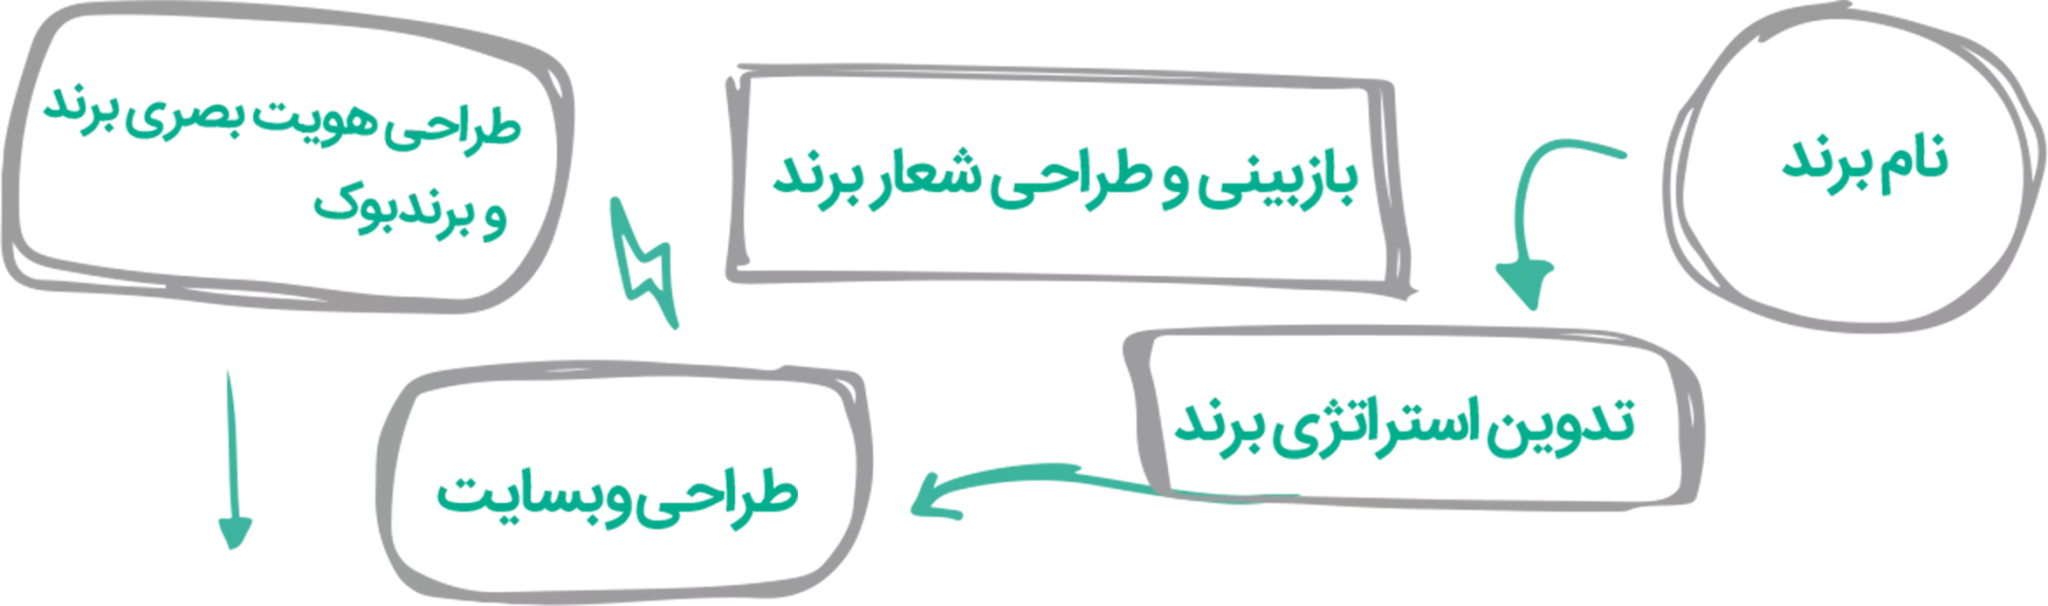 نام برند
بازبینی و طراحی شعار برند
طراحی هویت بصری برند
و برندبوک
تدوین استراتژی برند
طراحی وبسایت